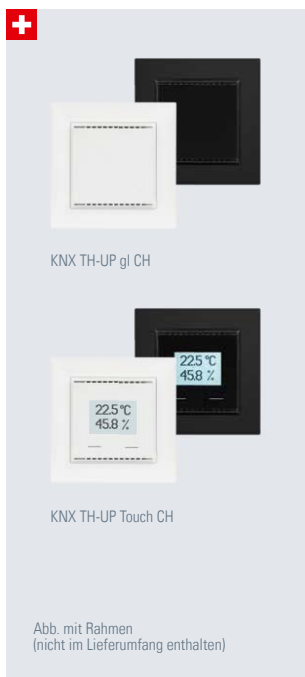 KNX TH-UP gl CH
22.5 °C
45.8 %
22.5 °C
45.8 %
KNX TH-UP Touch CH
Abb. mit Rahmen
(nicht im Lieferumfang enthalten)